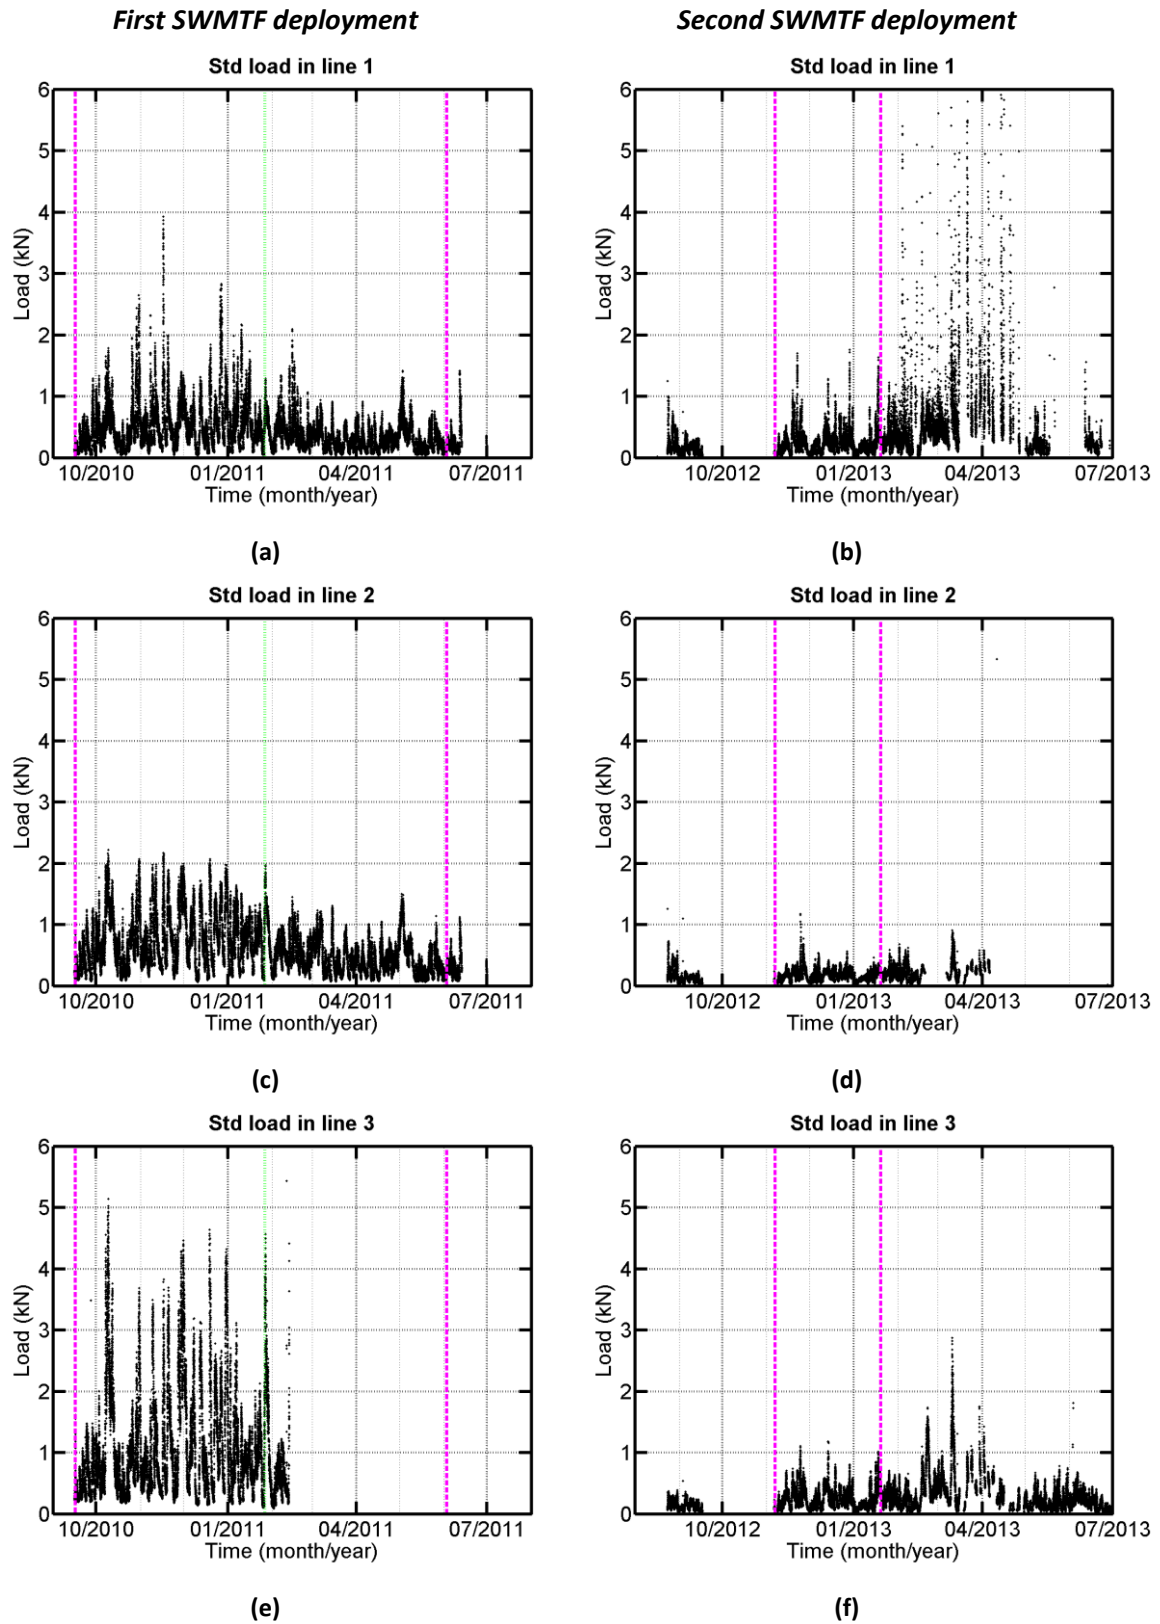 First SWMTF deployment
Second SWMTF deployment
Std load in line 1
6
5
4
3
2
1
0
Load (kN)
10/2010
01/2011
04/2011
07/2011
Time (month/year)
(a)
Std load in line 1
6
5
4
3
2
1
0
Load (kN)
10/2012
01/2013
04/2013
07/2013
Time (month/year)
(b)
Std load in line 2
6
5
4
3
2
1
0
Load (kN)
10/2010
01/2011
04/2011
07/2011
Time (month/year)
(c)
Std load in line 2
6
5
4
3
2
1
0
Load (kN)
10/2012
01/2013
04/2013
07/2013
Time (month/year)
(d)
Std load in line 3
6
5
4
3
2
1
0
Load (kN)
10/2010
01/2011
04/2011
07/2011
Time (month/year)
(e)
Std load in line 3
6
5
4
3
2
1
0
Load (kN)
10/2012
01/2013
04/2013
07/2013
Time (month/year)
(f)